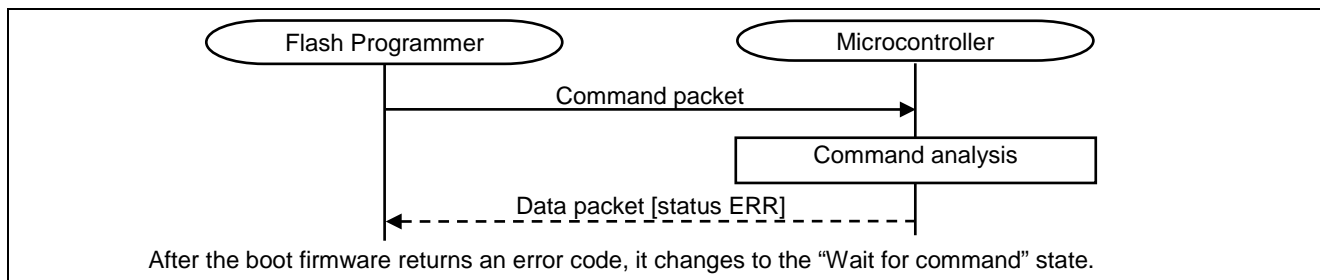 Flash Programmer
Microcontroller
Command packet
Command analysis
Data packet [status ERR]
After the boot firmware returns an error code, it changes to the “Wait for command” state.